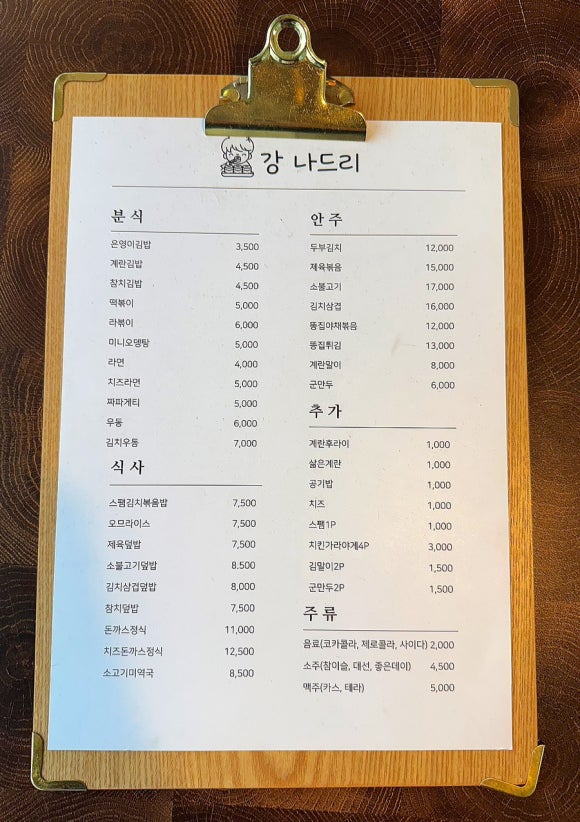 강 나드리
분식
은영이김밥 3,500
계란김밥 4,500
참치김밥 4,500
떡볶이 5,000
라볶이 6,000
미니오뎅탕 5,000
라면 4,000
치즈라면 5,000
짜파게티 5,000
우동 6,000
김치우동 7,000
식사
스팸김치볶음밥 7,500
오므라이스 7,500
제육덮밥 7,500
소불고기덮밥 8.500
김치삼겹덮밥 8,000
참치덮밥 7,500
돈까스정식 11,000
치즈돈까스정식 12,500
소고기미역국 8,500
안주
두부김치 12,000
제육볶음 15,000
소불고기 17,000
김치삼겹 16,000
똥집야채볶음 12,000
똥집튀김 13,000
계란말이 8,000
군만두 6,000
추가
계란후라이 1,000
삶은계란 1,000
공기밥 1,000
치즈 1,000
스팸1P 1,000
치킨가라야게4P 3,000
김말이2P 1,500
군만두2P 1,500
주류
음료(코카콜라, 제로콜라, 사이다) 2,000
소주(참이슬, 대선, 좋은데이) 4,500
맥주(카스, 테라) 5,000